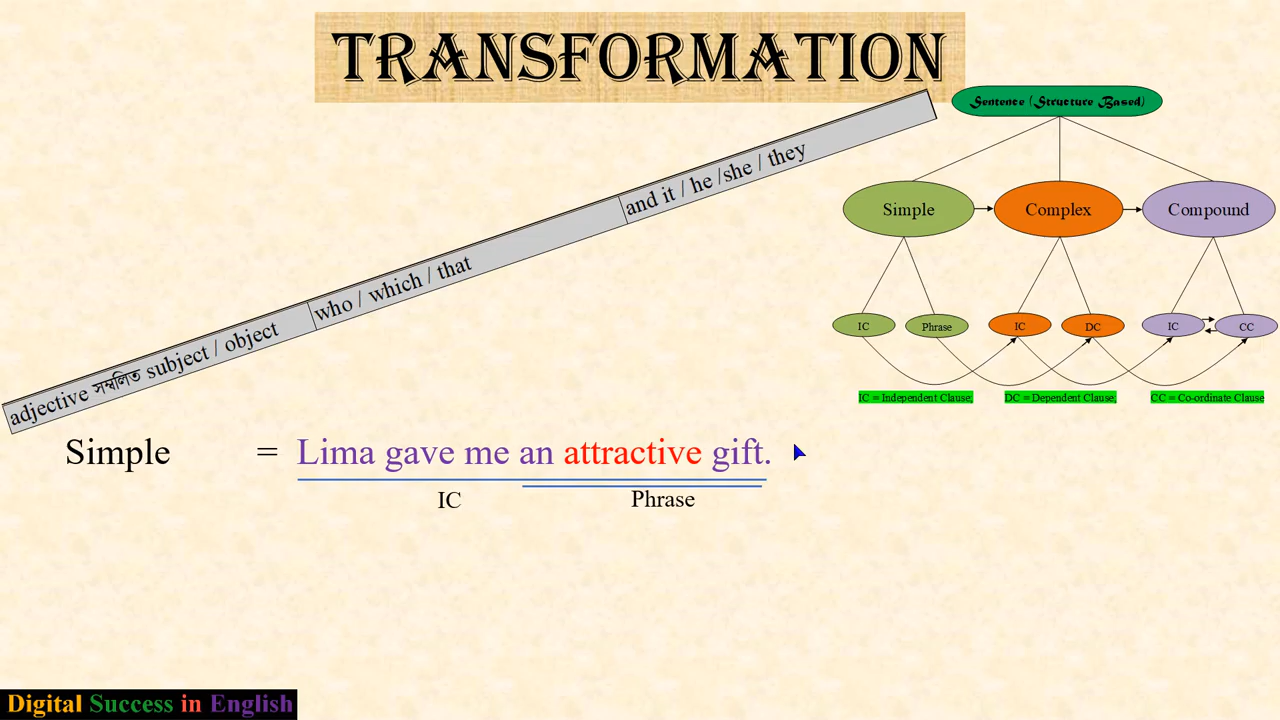 TRANSFORMATION
Sentence (Structure Based)
Simple
Complex
Compound
IC
Phrase
IC
DC
IC
CC
IC = Independent Clause;
DC = Dependent Clause;
CC = Co-ordinate Clause
adjective সম্বলিত subject / object
who / which / that
and it / he /she / they
Simple = Lima gave me an attractive gift.
IC
Phrase
Digital Success in English